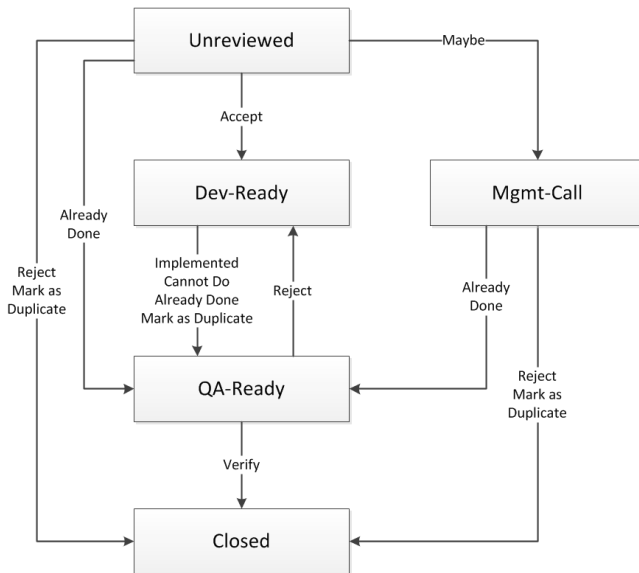 Unreviewed
Maybe
Accept
Dev-Ready
Mgmt-Call
Already
Done
Reject
Mark as
Duplicate
Implemented
Cannot Do
Already Done
Mark as Duplicate
Reject
Already
Done
QA-Ready
Reject
Mark as
Duplicate
Verify
Closed